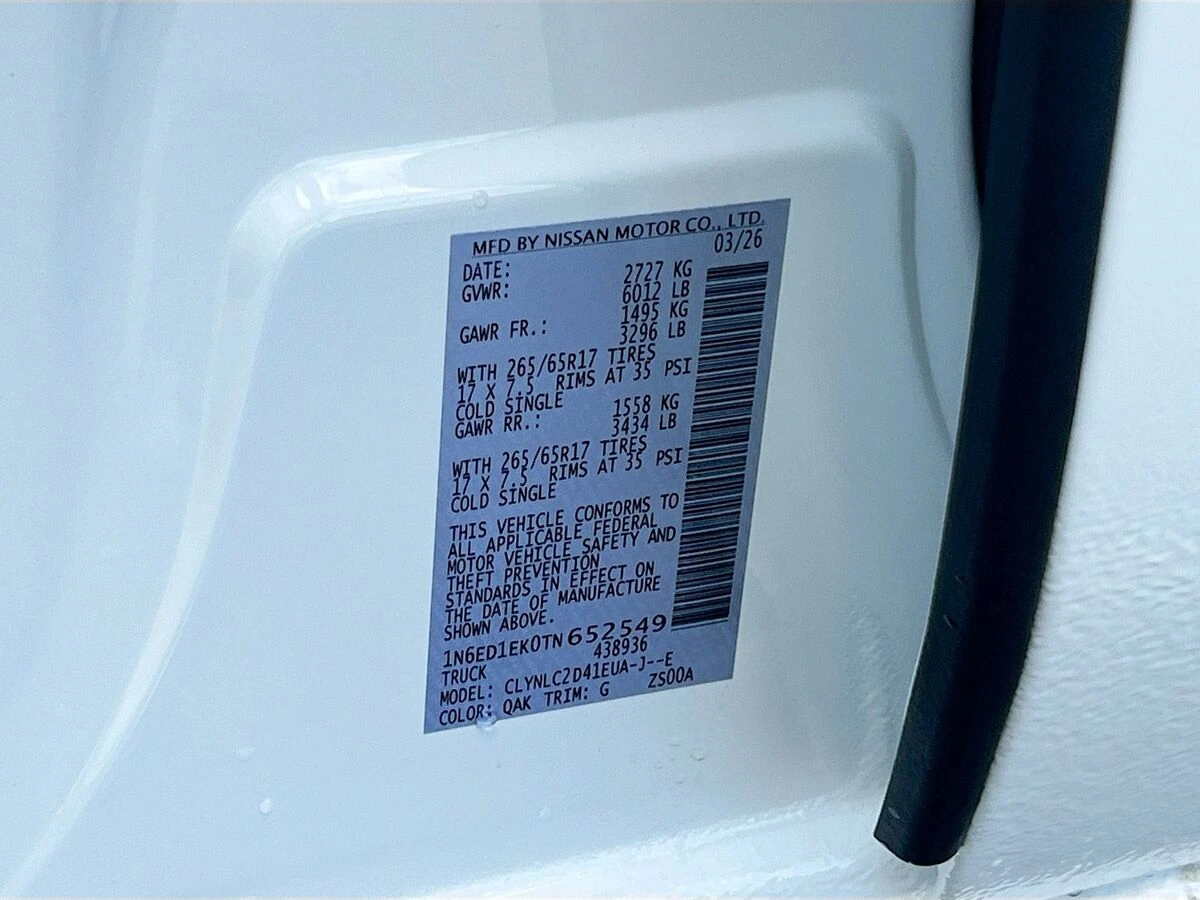 MFD BY NISSAN MOTOR CO., LTD.
DATE: 03/26
GVWR: 2727 KG
6012 LB
GAWR FR.: 1495 KG
3296 LB
WITH 265/65R17 TIRES
17 X 7.5 RIMS AT 35 PSI
COLD SINGLE
GAWR RR.: 1558 KG
3434 LB
WITH 265/65R17 TIRES
17 X 7.5 RIMS AT 35 PSI
COLD SINGLE
THIS VEHICLE CONFORMS TO
ALL APPLICABLE FEDERAL
MOTOR VEHICLE SAFETY AND
THEFT PREVENTION
STANDARDS IN EFFECT ON
THE DATE OF MANUFACTURE
SHOWN ABOVE.
1N6ED1EK0TN652549
TRUCK 438936
MODEL: CLYNLC2D41EUA-J--E
COLOR: QAK TRIM: G ZS00A